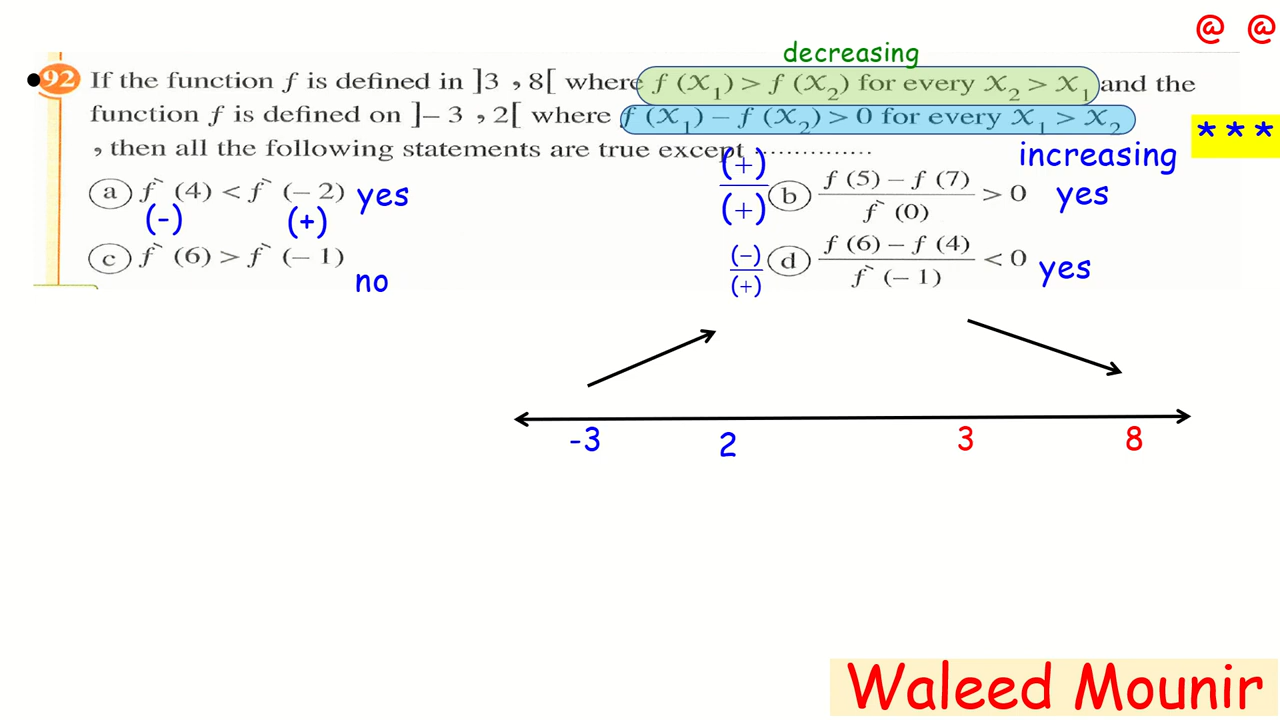 @ @
decreasing
92 If the function f is defined in ]3 , 8[ where f (X₁) > f (X₂) for every X₂ > X₁ and the
function f is defined on ]– 3 , 2[ where f (X₁) – f (X₂) > 0 for every X₁ > X₂
* * *
, then all the following statements are true except ...............
increasing
a f` (4) < f` (– 2) yes
(-) (+)
(+)/(+) b (f (5) – f (7))/(f` (0)) > 0 yes
c f` (6) > f` (– 1) no
(-)/(+) d (f (6) – f (4))/(f` (– 1)) < 0 yes
-3 2 3 8
Waleed Mounir